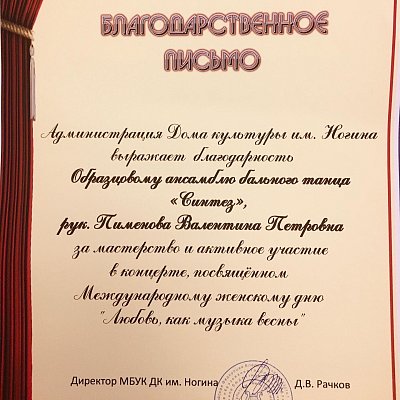 БЛАГОДАРСТВЕННОЕ
ПИСЬМО
Администрация Дома культуры им. Ногина
выражает благодарность
Образцовому ансамблю бального танца
«Синтез»,
рук. Пименова Валентина Петровна
за мастерство и активное участие
в концерте, посвящённом
Международному женскому дню
"Любовь, как музыка весны"
Директор МБУК ДК им. Ногина Д.В. Рачков